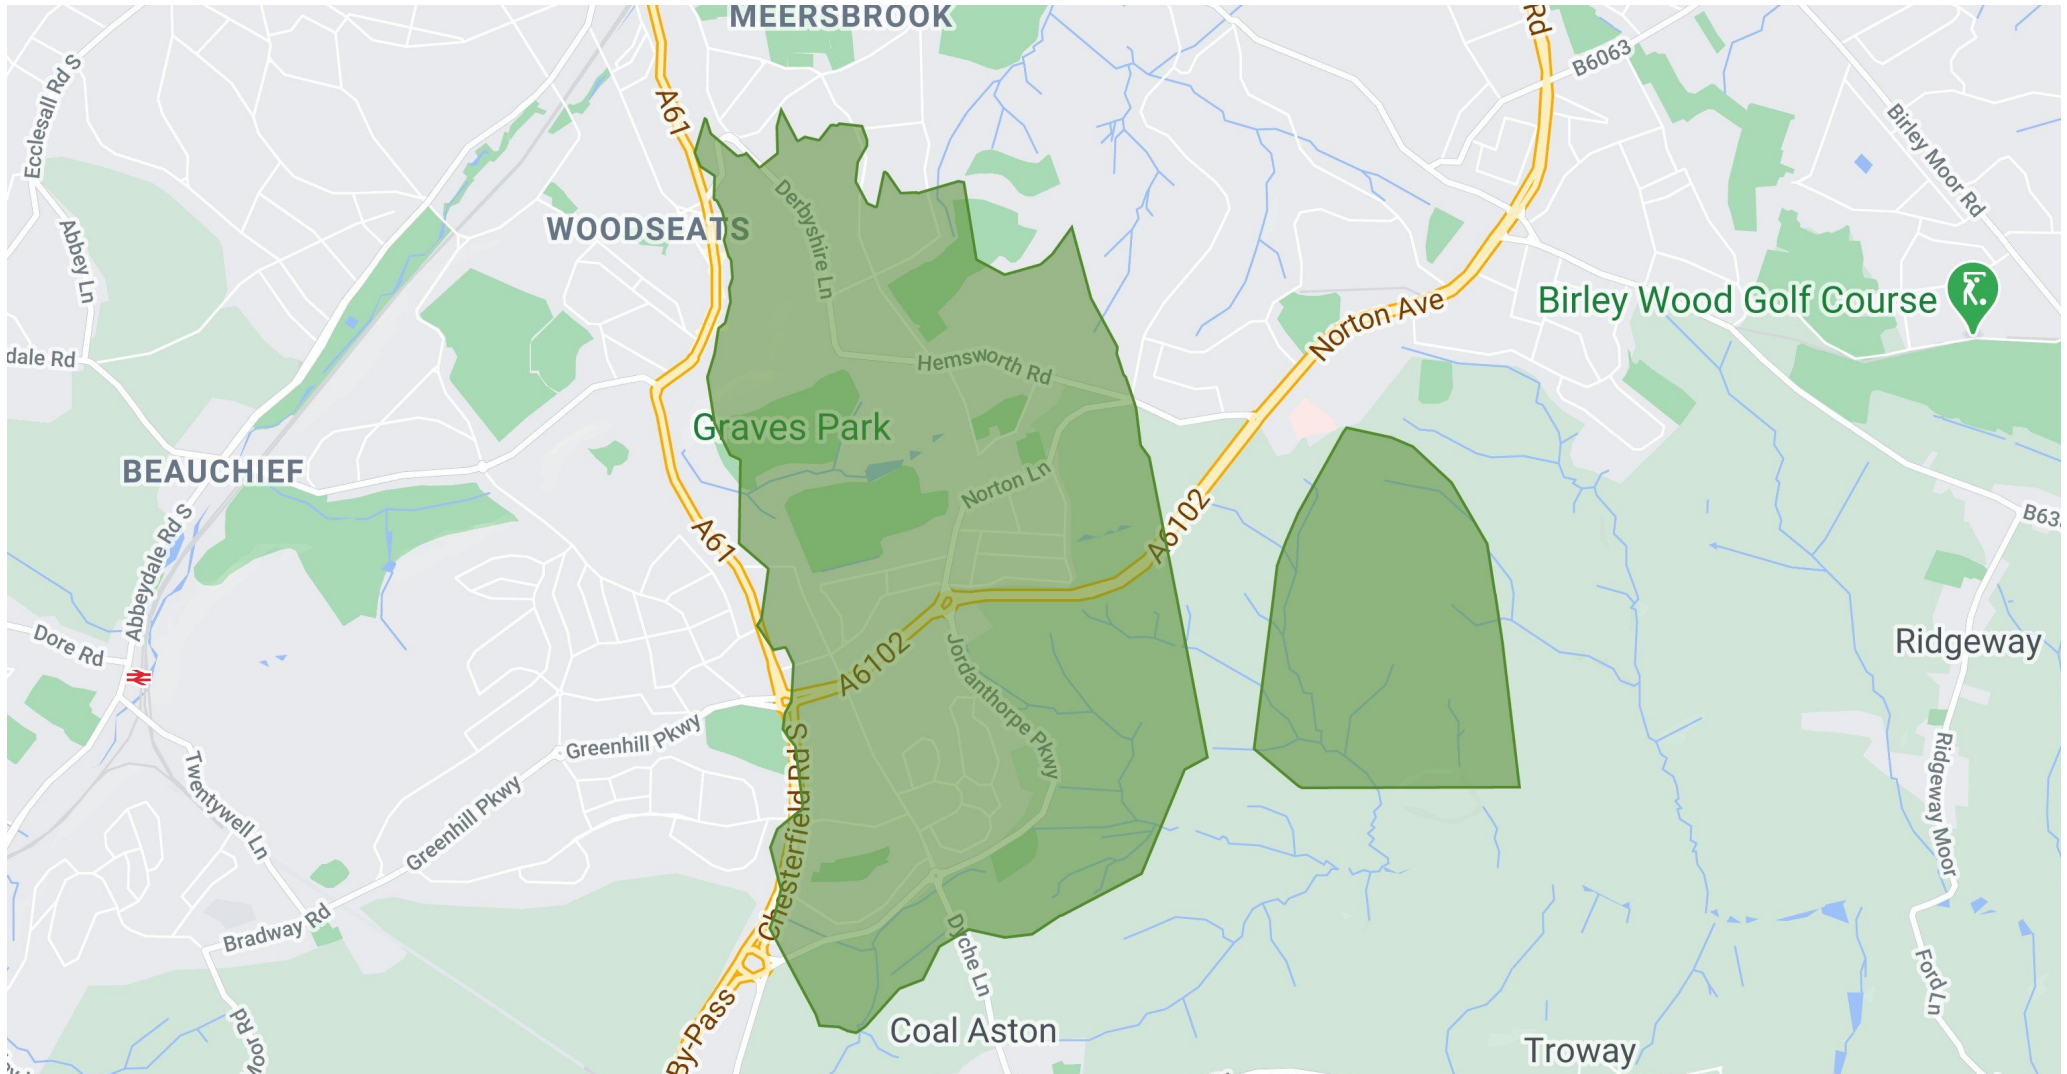 MEERSBROOK
Rd
B6063
Ecclesall Rd S
A61
Birley Moor Rd
Derbyshire Ln
WOODSEATS
Abbey Ln
Birley Wood Golf Course
Norton Ave
dale Rd
Hemsworth Rd
Graves Park
BEAUCHIEF
Norton Ln
A6102
B63
Abbeydale Rd S
A61
Dore Rd
A6102
Jordanthorpe Pkwy
Ridgeway
Greenhill Pkwy
Twentywell Ln
Chesterfield Rd S
Greenhill Pkwy
Ridgeway Moor
Bradway Rd
Dyche Ln
Ford Ln
By-Pass
Coal Aston
Moor Rd
Troway